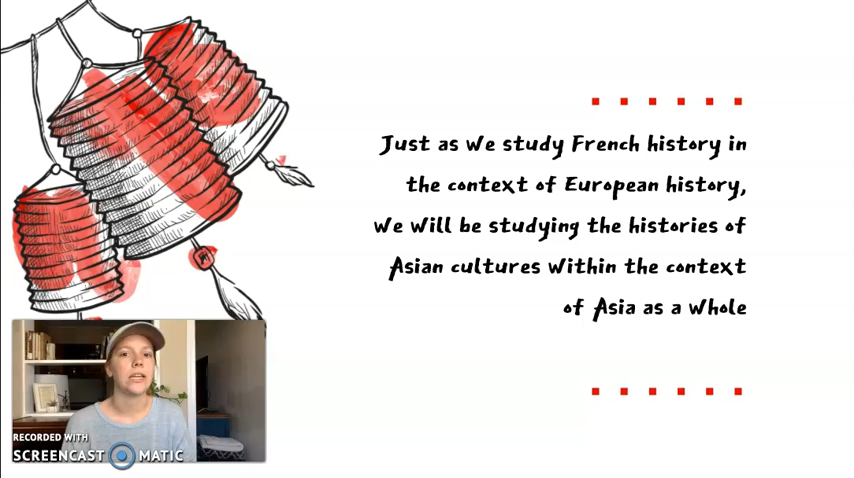 Just as we study French history in
the context of European history,
we will be studying the histories of
Asian cultures within the context
of Asia as a whole
RECORDED WITH
SCREENCAST MATIC